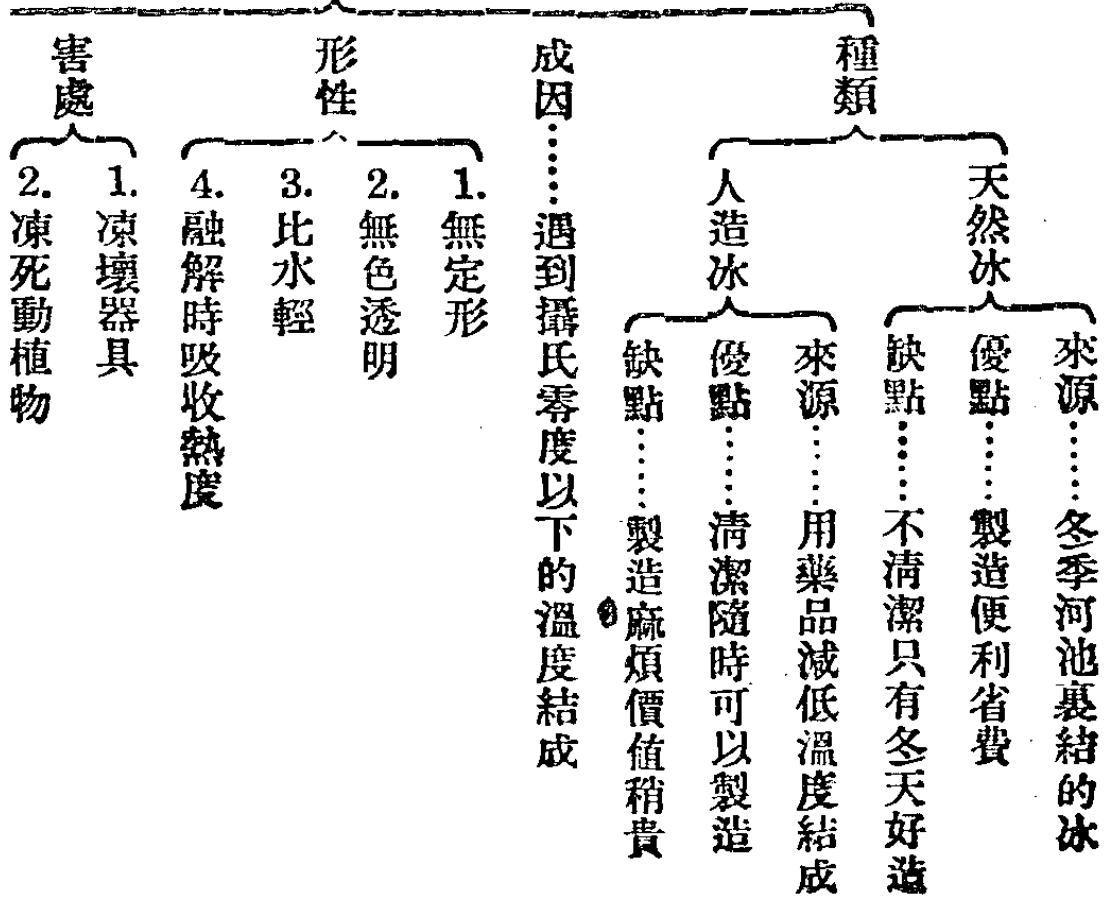 種類
天然冰
來源……冬季河池裏結的冰
優點……製造便利省費
缺點……不清潔只有冬天好造
人造冰
來源……用藥品減低溫度結成
優點……清潔隨時可以製造
缺點……製造麻煩價值稍貴
成因……遇到攝氏零度以下的溫度結成
形性
1.無定形
2.無色透明
3.比水輕
4.融解時吸收熱度
害處
1.凍壞器具
2.凍死動植物